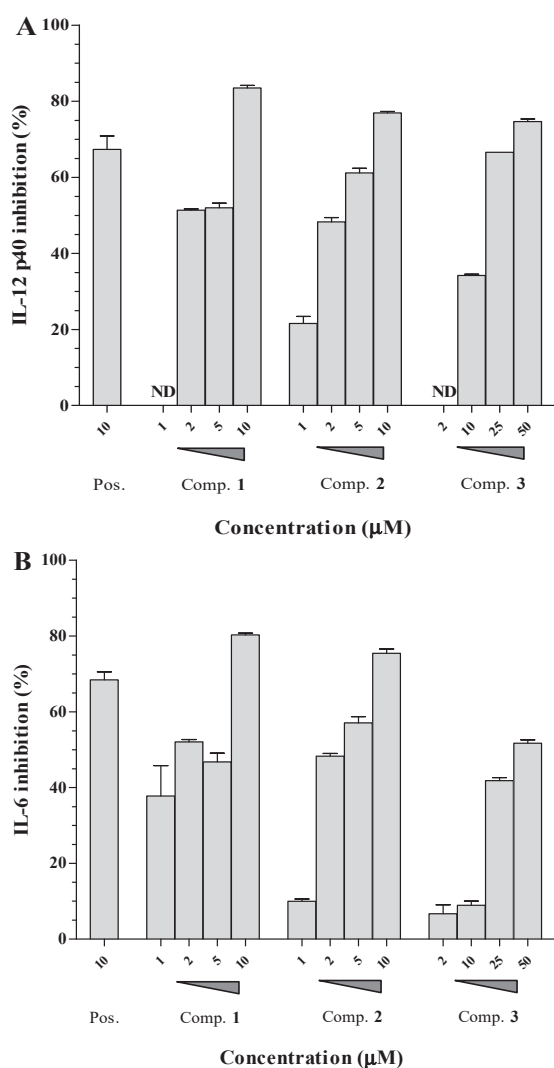 A
IL-12 p40 inhibition (%)
100
80
60
40
20
0
ND
ND
10 1 2 5 10 1 2 5 10 2 10 25 50
Pos. Comp. 1 Comp. 2 Comp. 3
Concentration (μM)
B
IL-6 inhibition (%)
100
80
60
40
20
0
10 1 2 5 10 1 2 5 10 2 10 25 50
Pos. Comp. 1 Comp. 2 Comp. 3
Concentration (μM)